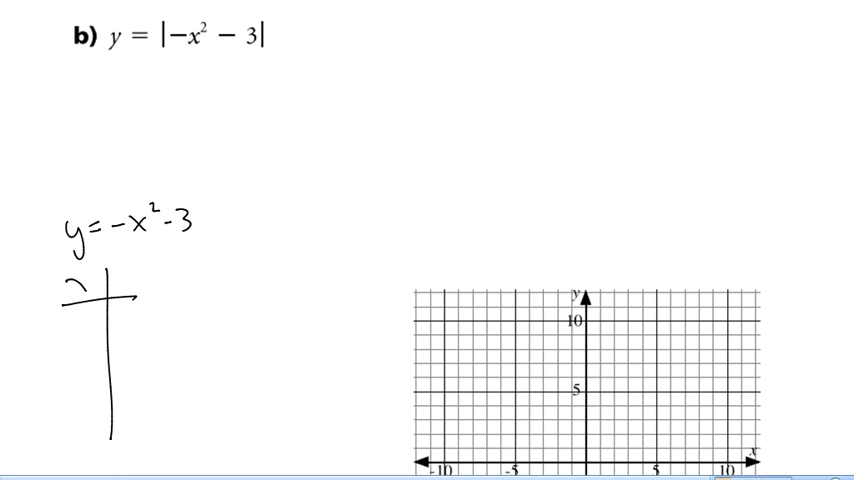 b) y = |−x² − 3|
y = -x² - 3
y
10
5
x
-10 -5 5 10